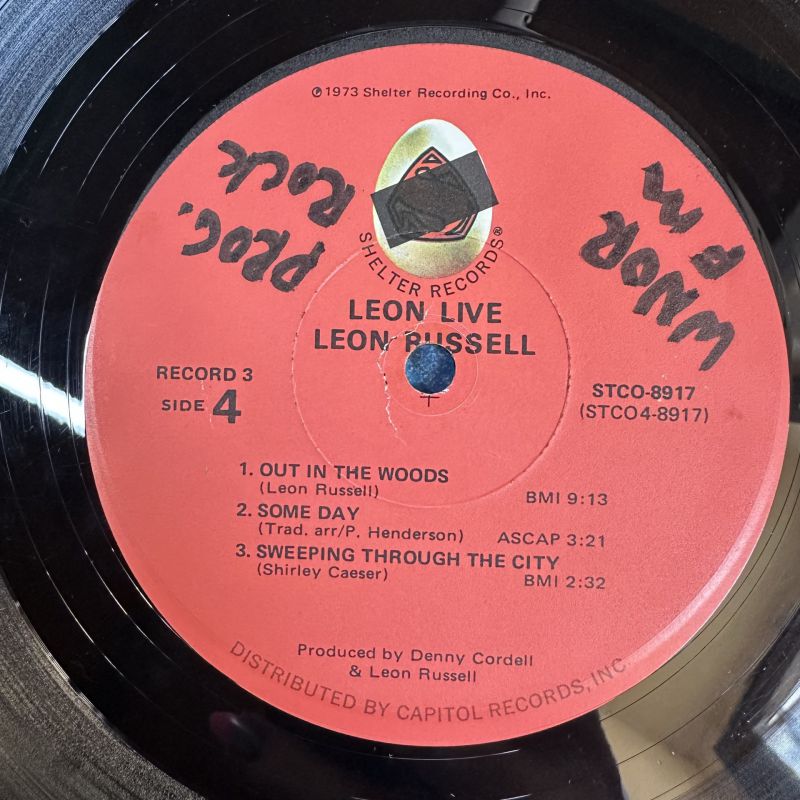 ℗ 1973 Shelter Recording Co., Inc.
PROG.
ROCK
WNOR
FM
SHELTER RECORDS®
LEON LIVE
LEON RUSSELL
RECORD 3
SIDE 4
STCO-8917
(STCO4-8917)
1. OUT IN THE WOODS
(Leon Russell)
BMI 9:13
2. SOME DAY
(Trad. arr/P. Henderson)
ASCAP 3:21
3. SWEEPING THROUGH THE CITY
(Shirley Caeser)
BMI 2:32
Produced by Denny Cordell
& Leon Russell
DISTRIBUTED BY CAPITOL RECORDS, INC.